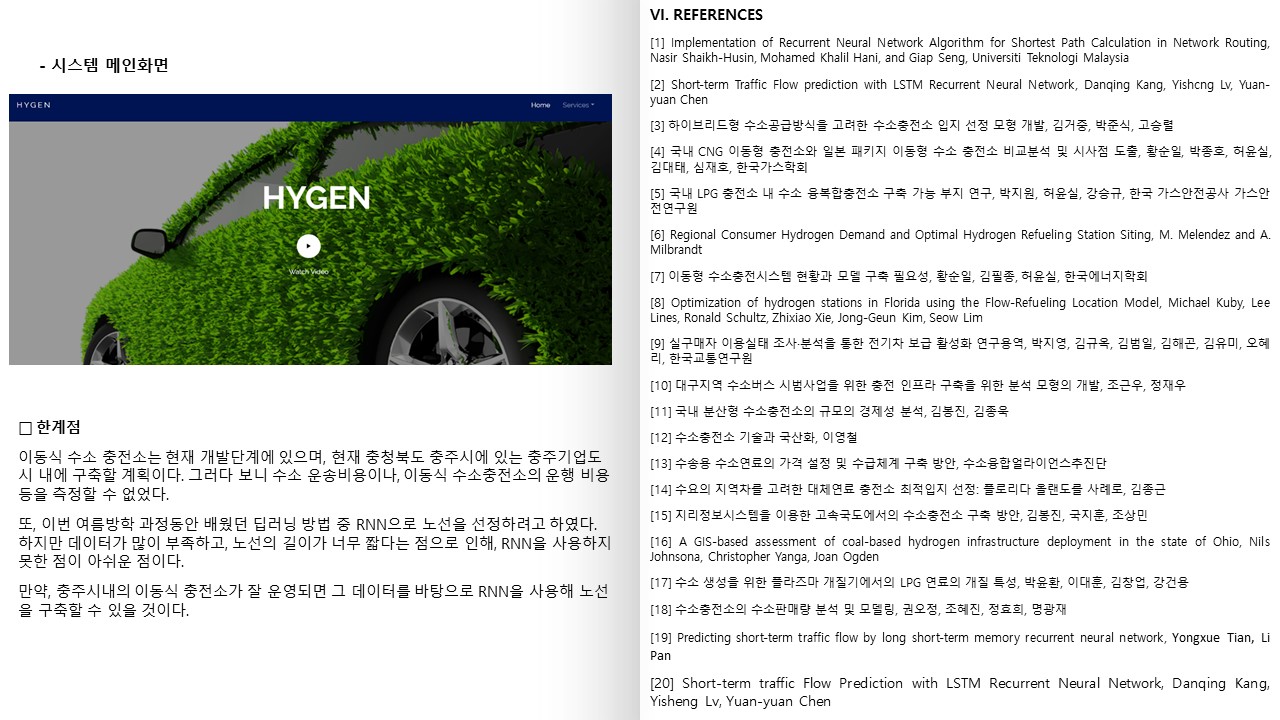 - 시스템 메인화면
HYGEN
Home Services
HYGEN
Watch Video
□ 한계점
이동식 수소 충전소는 현재 개발단계에 있으며, 현재 충청북도 충주시에 있는 충주기업도
시 내에 구축할 계획이다. 그러다 보니 수소 운송비용이나, 이동식 수소충전소의 운행 비용
등을 측정할 수 없었다.
또, 이번 여름방학 과정동안 배웠던 딥러닝 방법 중 RNN으로 노선을 선정하려고 하였다.
하지만 데이터가 많이 부족하고, 노선의 길이가 너무 짧다는 점으로 인해, RNN을 사용하지
못한 점이 아쉬운 점이다.
만약, 충주시내의 이동식 충전소가 잘 운영되면 그 데이터를 바탕으로 RNN을 사용해 노선
을 구축할 수 있을 것이다.
VI. REFERENCES
[1] Implementation of Recurrent Neural Network Algorithm for Shortest Path Calculation in Network Routing,
Nasir Shaikh-Husin, Mohamed Khalil Hani, and Giap Seng, Universiti Teknologi Malaysia
[2] Short-term Traffic Flow prediction with LSTM Recurrent Neural Network, Danqing Kang, Yishcng Lv, Yuan-
yuan Chen
[3] 하이브리드형 수소공급방식을 고려한 수소충전소 입지 선정 모형 개발, 김거중, 박준식, 고승렬
[4] 국내 CNG 이동형 충전소와 일본 패키지 이동형 수소 충전소 비교분석 및 시사점 도출, 황순일, 박종호, 허윤실,
김대태, 심재호, 한국가스학회
[5] 국내 LPG 충전소 내 수소 융복합충전소 구축 가능 부지 연구, 박지원, 허윤실, 강승규, 한국 가스안전공사 가스안
전연구원
[6] Regional Consumer Hydrogen Demand and Optimal Hydrogen Refueling Station Siting, M. Melendez and A.
Milbrandt
[7] 이동형 수소충전시스템 현황과 모델 구축 필요성, 황순일, 김필종, 허윤실, 한국에너지학회
[8] Optimization of hydrogen stations in Florida using the Flow-Refueling Location Model, Michael Kuby, Lee
Lines, Ronald Schultz, Zhixiao Xie, Jong-Geun Kim, Seow Lim
[9] 실구매자 이용실태 조사·분석을 통한 전기차 보급 활성화 연구용역, 박지영, 김규옥, 김범일, 김해곤, 김유미, 오혜
리, 한국교통연구원
[10] 대구지역 수소버스 시범사업을 위한 충전 인프라 구축을 위한 분석 모형의 개발, 조근우, 정재우
[11] 국내 분산형 수소충전소의 규모의 경제성 분석, 김봉진, 김종욱
[12] 수소충전소 기술과 국산화, 이영철
[13] 수송용 수소연료의 가격 설정 및 수급체계 구축 방안, 수소융합얼라이언스추진단
[14] 수요의 지역차를 고려한 대체연료 충전소 최적입지 선정: 플로리다 올랜도를 사례로, 김종근
[15] 지리정보시스템을 이용한 고속국도에서의 수소충전소 구축 방안, 김봉진, 국지훈, 조상민
[16] A GIS-based assessment of coal-based hydrogen infrastructure deployment in the state of Ohio, Nils
Johnsona, Christopher Yanga, Joan Ogden
[17] 수소 생성을 위한 플라즈마 개질기에서의 LPG 연료의 개질 특성, 박윤환, 이대훈, 김창업, 강건용
[18] 수소충전소의 수소판매량 분석 및 모델링, 권오정, 조혜진, 정효희, 명광재
[19] Predicting short-term traffic flow by long short-term memory recurrent neural network, Yongxue Tian, Li
Pan
[20] Short-term traffic Flow Prediction with LSTM Recurrent Neural Network, Danqing Kang,
Yisheng Lv, Yuan-yuan Chen